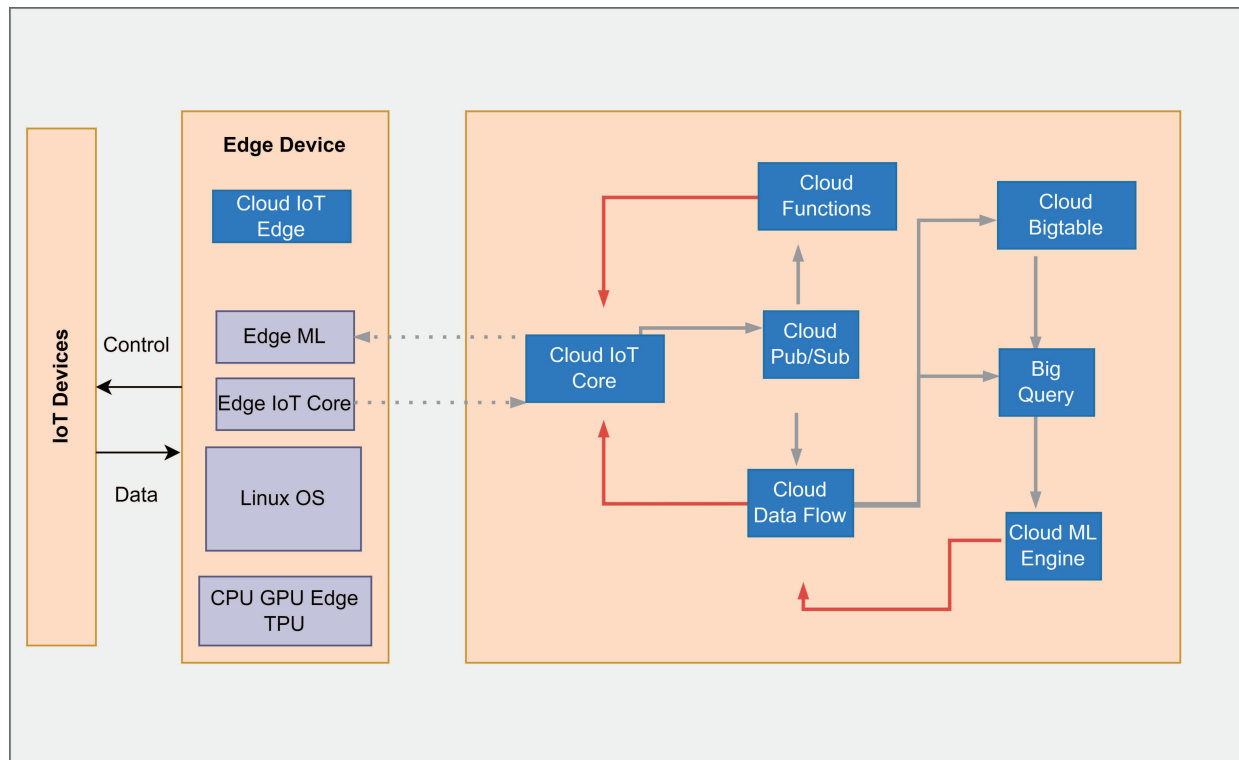 IoT Devices
Control
Data
Edge Device
Cloud IoT
Edge
Edge ML
Edge IoT Core
Linux OS
CPU GPU Edge
TPU
Cloud IoT
Core
Cloud
Functions
Cloud
Pub/Sub
Cloud
Data Flow
Cloud
Bigtable
Big
Query
Cloud ML
Engine